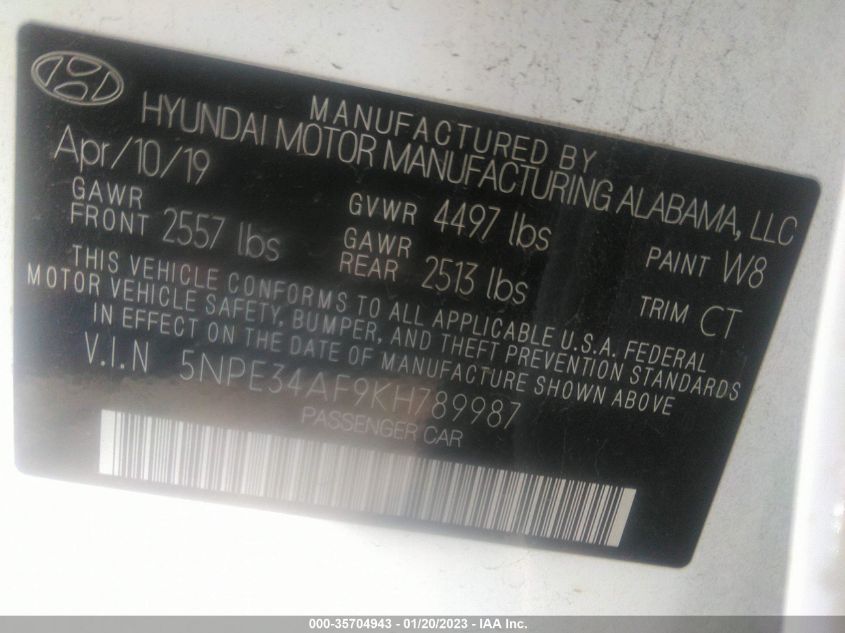 MANUFACTURED BY
HYUNDAI MOTOR MANUFACTURING ALABAMA, LLC
Apr/10/19
GAWR FRONT 2557 lbs
GVWR 4497 lbs
GAWR REAR 2513 lbs
PAINT W8
TRIM CT
THIS VEHICLE CONFORMS TO ALL APPLICABLE U.S.A. FEDERAL
MOTOR VEHICLE SAFETY, BUMPER, AND THEFT PREVENTION STANDARDS
IN EFFECT ON THE DATE OF MANUFACTURE SHOWN ABOVE
V.I.N 5NPE34AF9KH789987
PASSENGER CAR
000-35704943 - 01/20/2023 - IAA Inc.